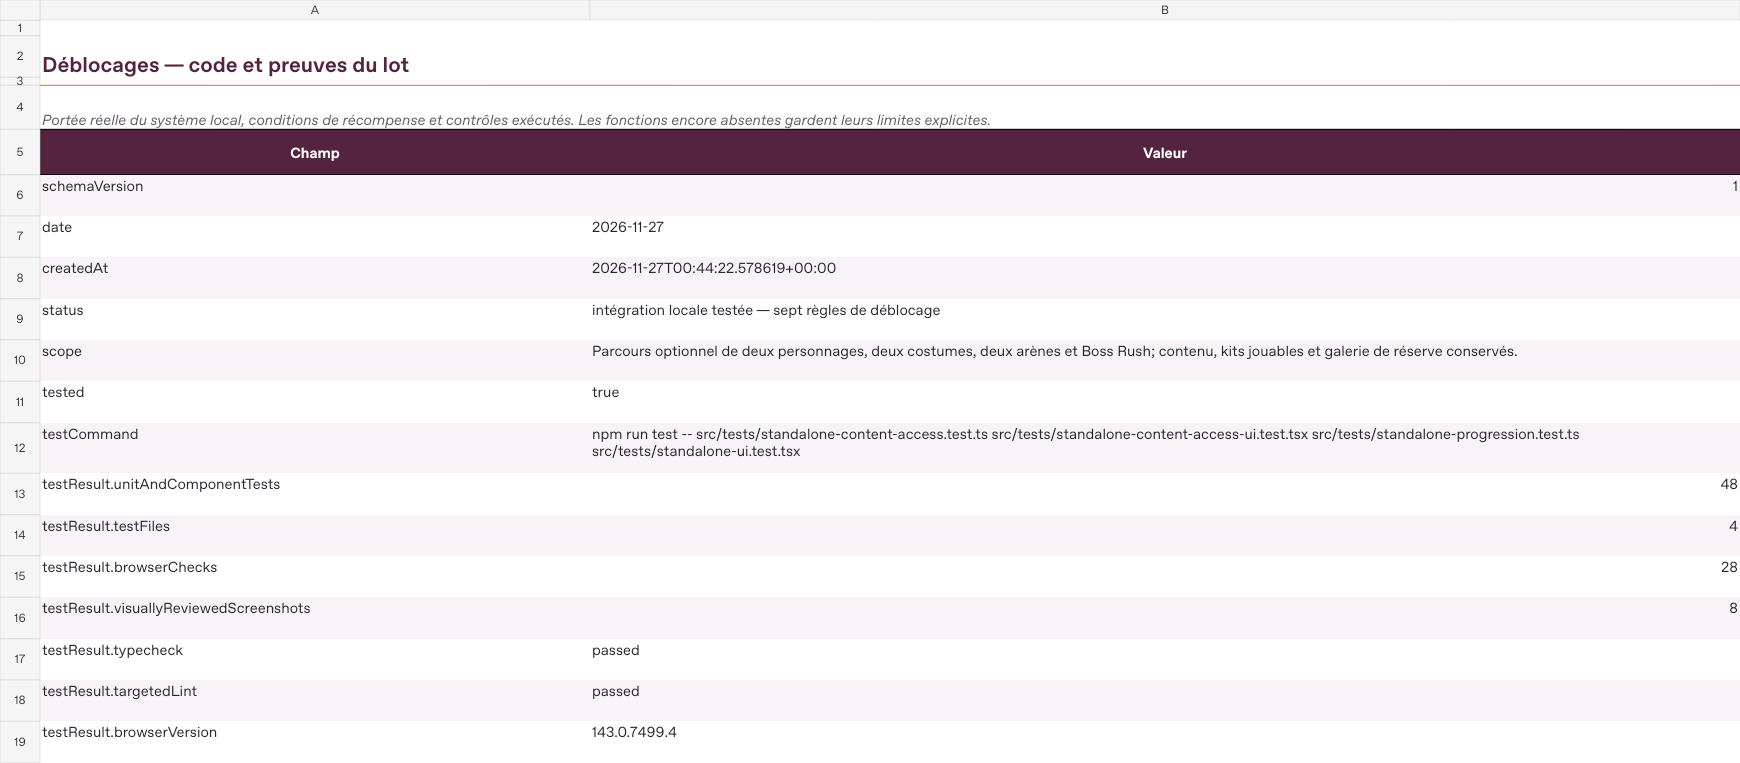 A B
1
2 Déblocages — code et preuves du lot
3
4 Portée réelle du système local, conditions de récompense et contrôles exécutés. Les fonctions encore absentes gardent leurs limites explicites.
5 Champ Valeur
6 schemaVersion 1
7 date 2026-11-27
8 createdAt 2026-11-27T00:44:22.578619+00:00
9 status intégration locale testée — sept règles de déblocage
10 scope Parcours optionnel de deux personnages, deux costumes, deux arènes et Boss Rush; contenu, kits jouables et galerie de réserve conservés.
11 tested true
12 testCommand npm run test -- src/tests/standalone-content-access.test.ts src/tests/standalone-content-access-ui.test.tsx src/tests/standalone-progression.test.ts
src/tests/standalone-ui.test.tsx
13 testResult.unitAndComponentTests 48
14 testResult.testFiles 4
15 testResult.browserChecks 28
16 testResult.visuallyReviewedScreenshots 8
17 testResult.typecheck passed
18 testResult.targetedLint passed
19 testResult.browserVersion 143.0.7499.4